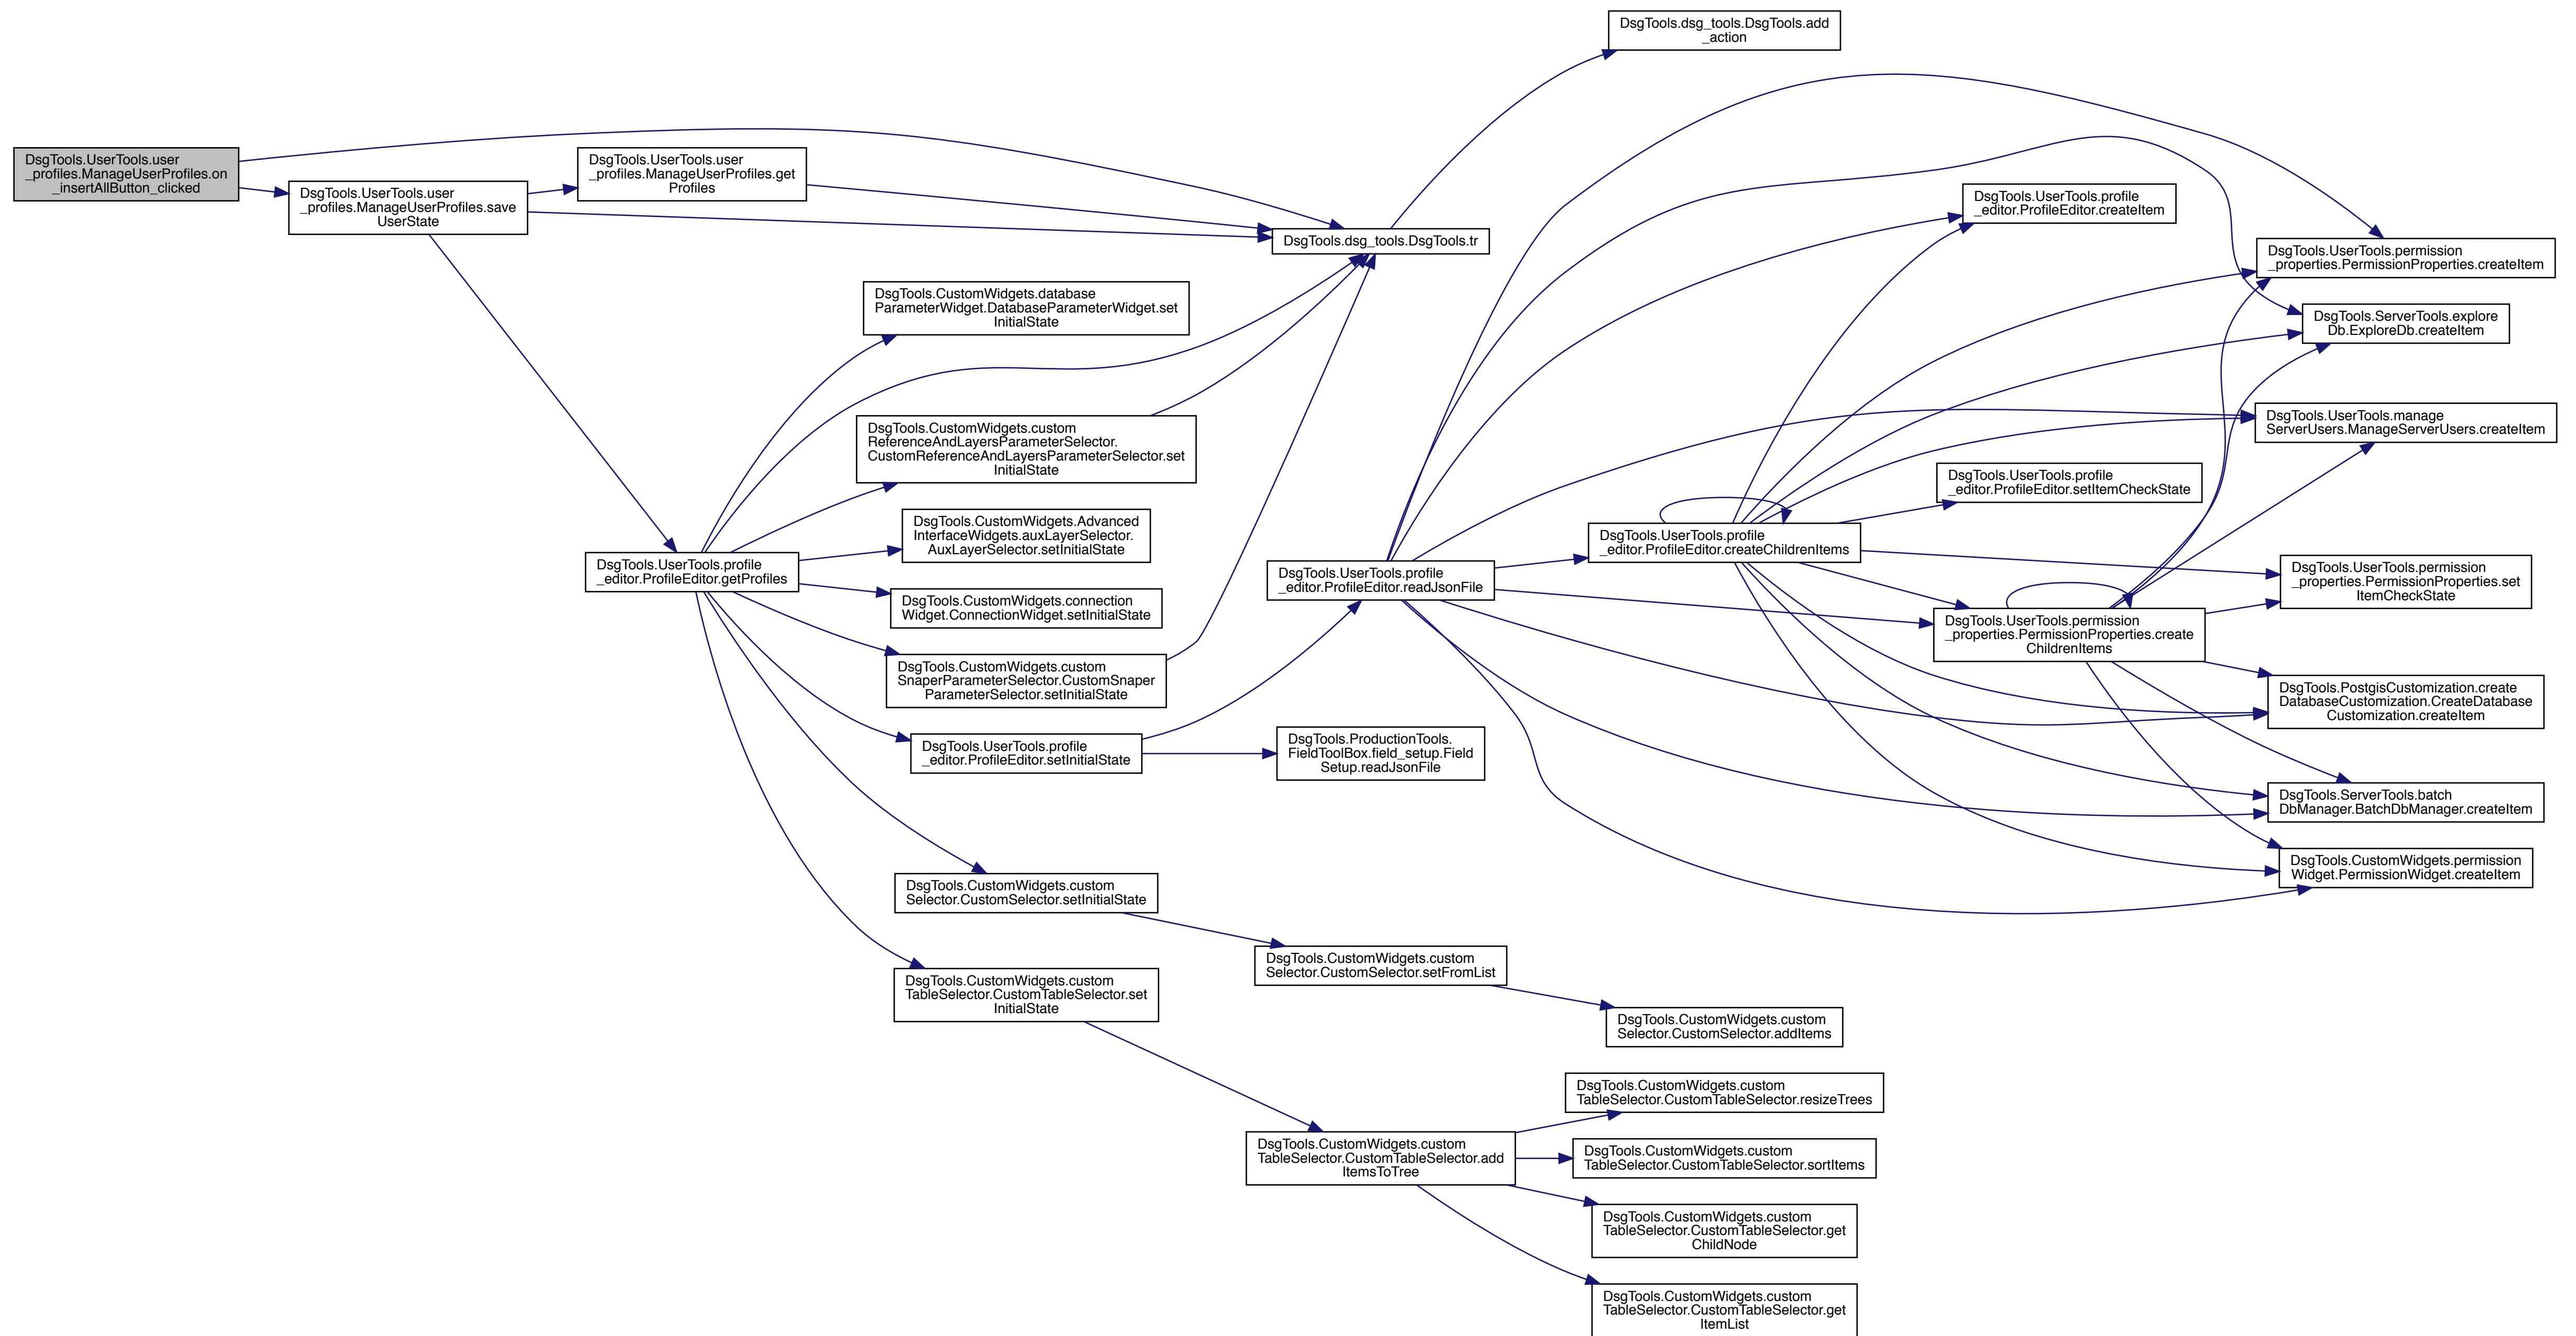 DsgTools.UserTools.user
_profiles.ManageUserProfiles.on
_insertAllButton_clicked
DsgTools.UserTools.user
_profiles.ManageUserProfiles.save
UserState
DsgTools.UserTools.user
_profiles.ManageUserProfiles.get
Profiles
DsgTools.UserTools.profile
_editor.ProfileEditor.getProfiles
DsgTools.dsg_tools.DsgTools.tr
DsgTools.dsg_tools.DsgTools.add
_action
DsgTools.CustomWidgets.database
ParameterWidget.DatabaseParameterWidget.set
InitialState
DsgTools.CustomWidgets.custom
ReferenceAndLayersParameterSelector.
CustomReferenceAndLayersParameterSelector.set
InitialState
DsgTools.CustomWidgets.Advanced
InterfaceWidgets.auxLayerSelector.
AuxLayerSelector.setInitialState
DsgTools.CustomWidgets.connection
Widget.ConnectionWidget.setInitialState
DsgTools.CustomWidgets.custom
SnaperParameterSelector.CustomSnaper
ParameterSelector.setInitialState
DsgTools.UserTools.profile
_editor.ProfileEditor.setInitialState
DsgTools.CustomWidgets.custom
Selector.CustomSelector.setInitialState
DsgTools.CustomWidgets.custom
TableSelector.CustomTableSelector.set
InitialState
DsgTools.UserTools.profile
_editor.ProfileEditor.readJsonFile
DsgTools.ProductionTools.
FieldToolBox.field_setup.Field
Setup.readJsonFile
DsgTools.CustomWidgets.custom
Selector.CustomSelector.setFromList
DsgTools.CustomWidgets.custom
Selector.CustomSelector.addItems
DsgTools.CustomWidgets.custom
TableSelector.CustomTableSelector.add
ItemsToTree
DsgTools.CustomWidgets.custom
TableSelector.CustomTableSelector.resizeTrees
DsgTools.CustomWidgets.custom
TableSelector.CustomTableSelector.sortItems
DsgTools.CustomWidgets.custom
TableSelector.CustomTableSelector.get
ChildNode
DsgTools.CustomWidgets.custom
TableSelector.CustomTableSelector.get
ItemList
DsgTools.UserTools.profile
_editor.ProfileEditor.createChildrenItems
DsgTools.UserTools.profile
_editor.ProfileEditor.createItem
DsgTools.UserTools.profile
_editor.ProfileEditor.setItemCheckState
DsgTools.UserTools.permission
_properties.PermissionProperties.create
ChildrenItems
DsgTools.UserTools.permission
_properties.PermissionProperties.createItem
DsgTools.ServerTools.explore
Db.ExploreDb.createItem
DsgTools.UserTools.manage
ServerUsers.ManageServerUsers.createItem
DsgTools.UserTools.permission
_properties.PermissionProperties.set
ItemCheckState
DsgTools.PostgisCustomization.create
DatabaseCustomization.CreateDatabase
Customization.createItem
DsgTools.ServerTools.batch
DbManager.BatchDbManager.createItem
DsgTools.CustomWidgets.permission
Widget.PermissionWidget.createItem